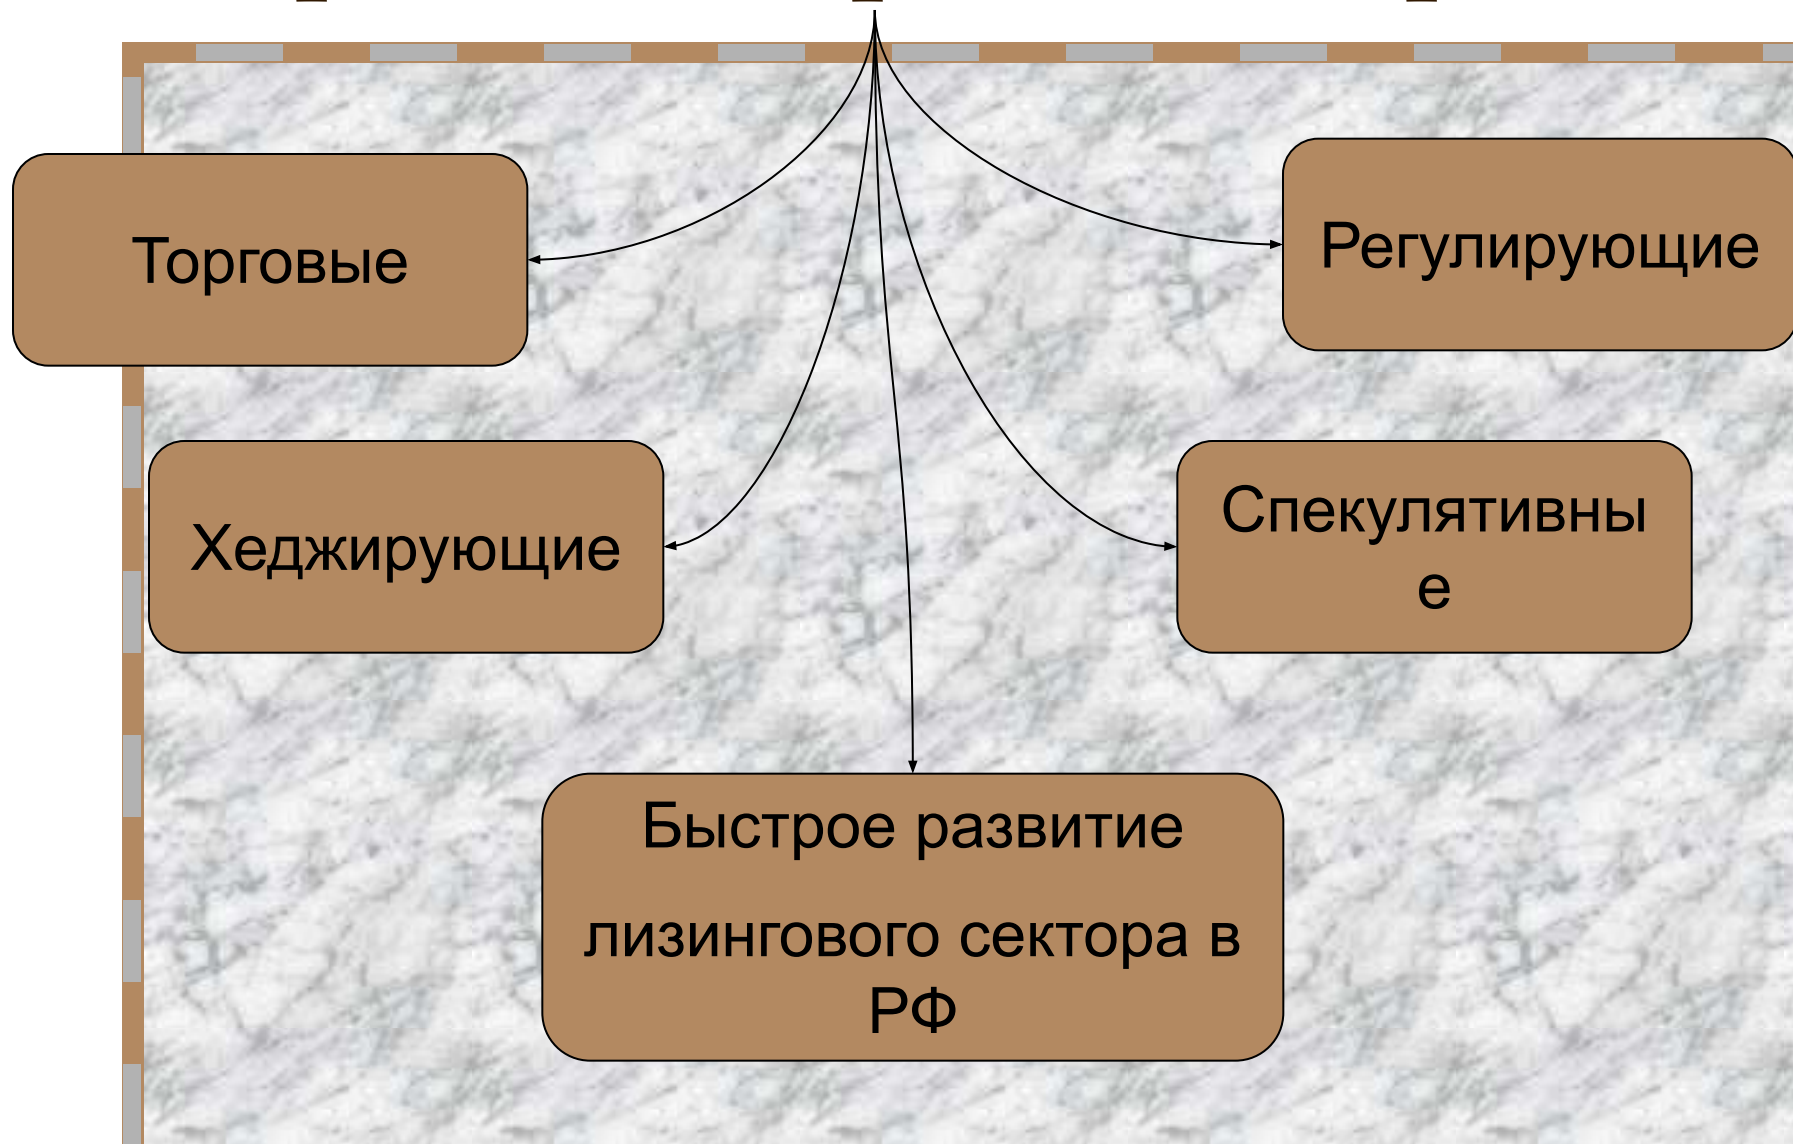 Торговые
Регулирующие
Хеджирующие
Спекулятивны
е
Быстрое развитие
лизингового сектора в
РФ